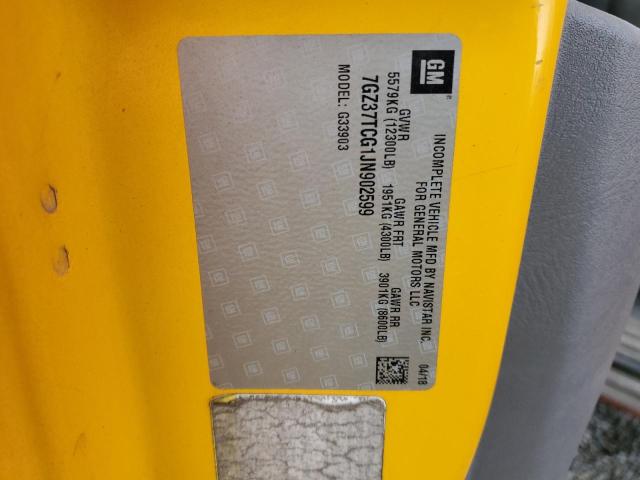 GM
INCOMPLETE VEHICLE MFD BY NAVISTAR INC.
FOR GENERAL MOTORS LLC 04/18
GVWR GAWR FRT GAWR RR
5579KG (12300LB) 1951KG (4300LB) 3901KG (8600LB)
7GZ37TCG1JN902599
MODEL: G33903